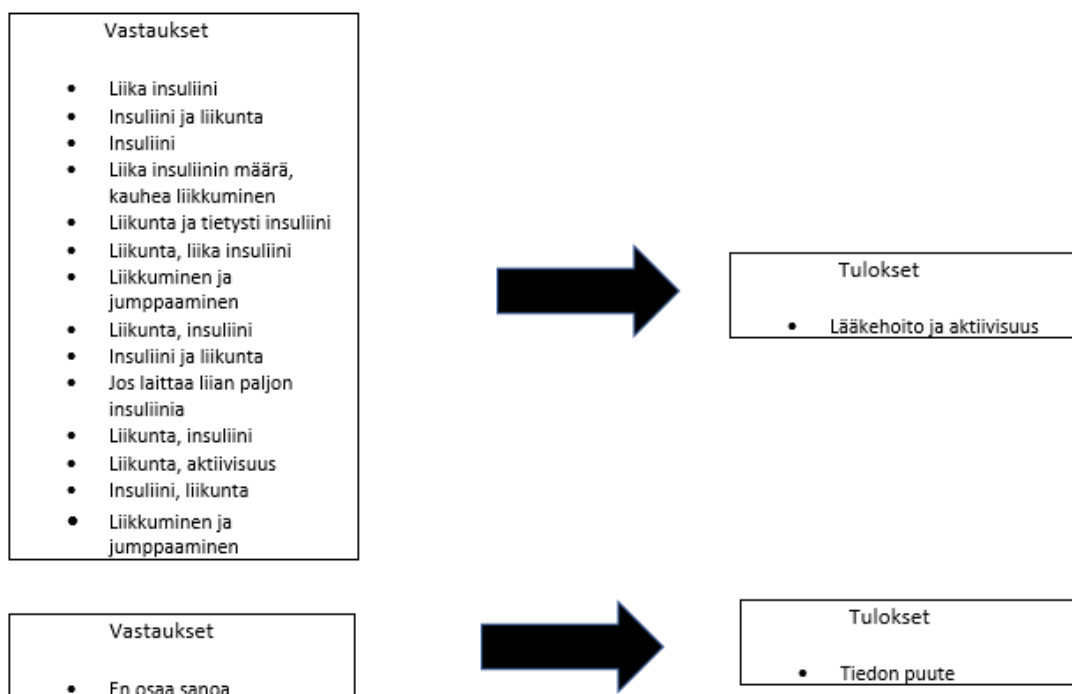 Vastaukset
• Liika insuliini
• Insuliini ja liikunta
• Insuliini
• Liika insuliinin määrä,
kauhea liikkuminen
• Liikunta ja tietysti insuliini
• Liikunta, liika insuliini
• Liikkuminen ja
jumppaaminen
• Liikunta, insuliini
• Insuliini ja liikunta
• Jos laittaa liian paljon
insuliinia
• Liikunta, insuliini
• Liikunta, aktiivisuus
• Insuliini, liikunta
• Liikkuminen ja
jumppaaminen
Tulokset
• Lääkehoito ja aktiivisuus
Vastaukset
• En osaa sanoa
Tulokset
• Tiedon puute